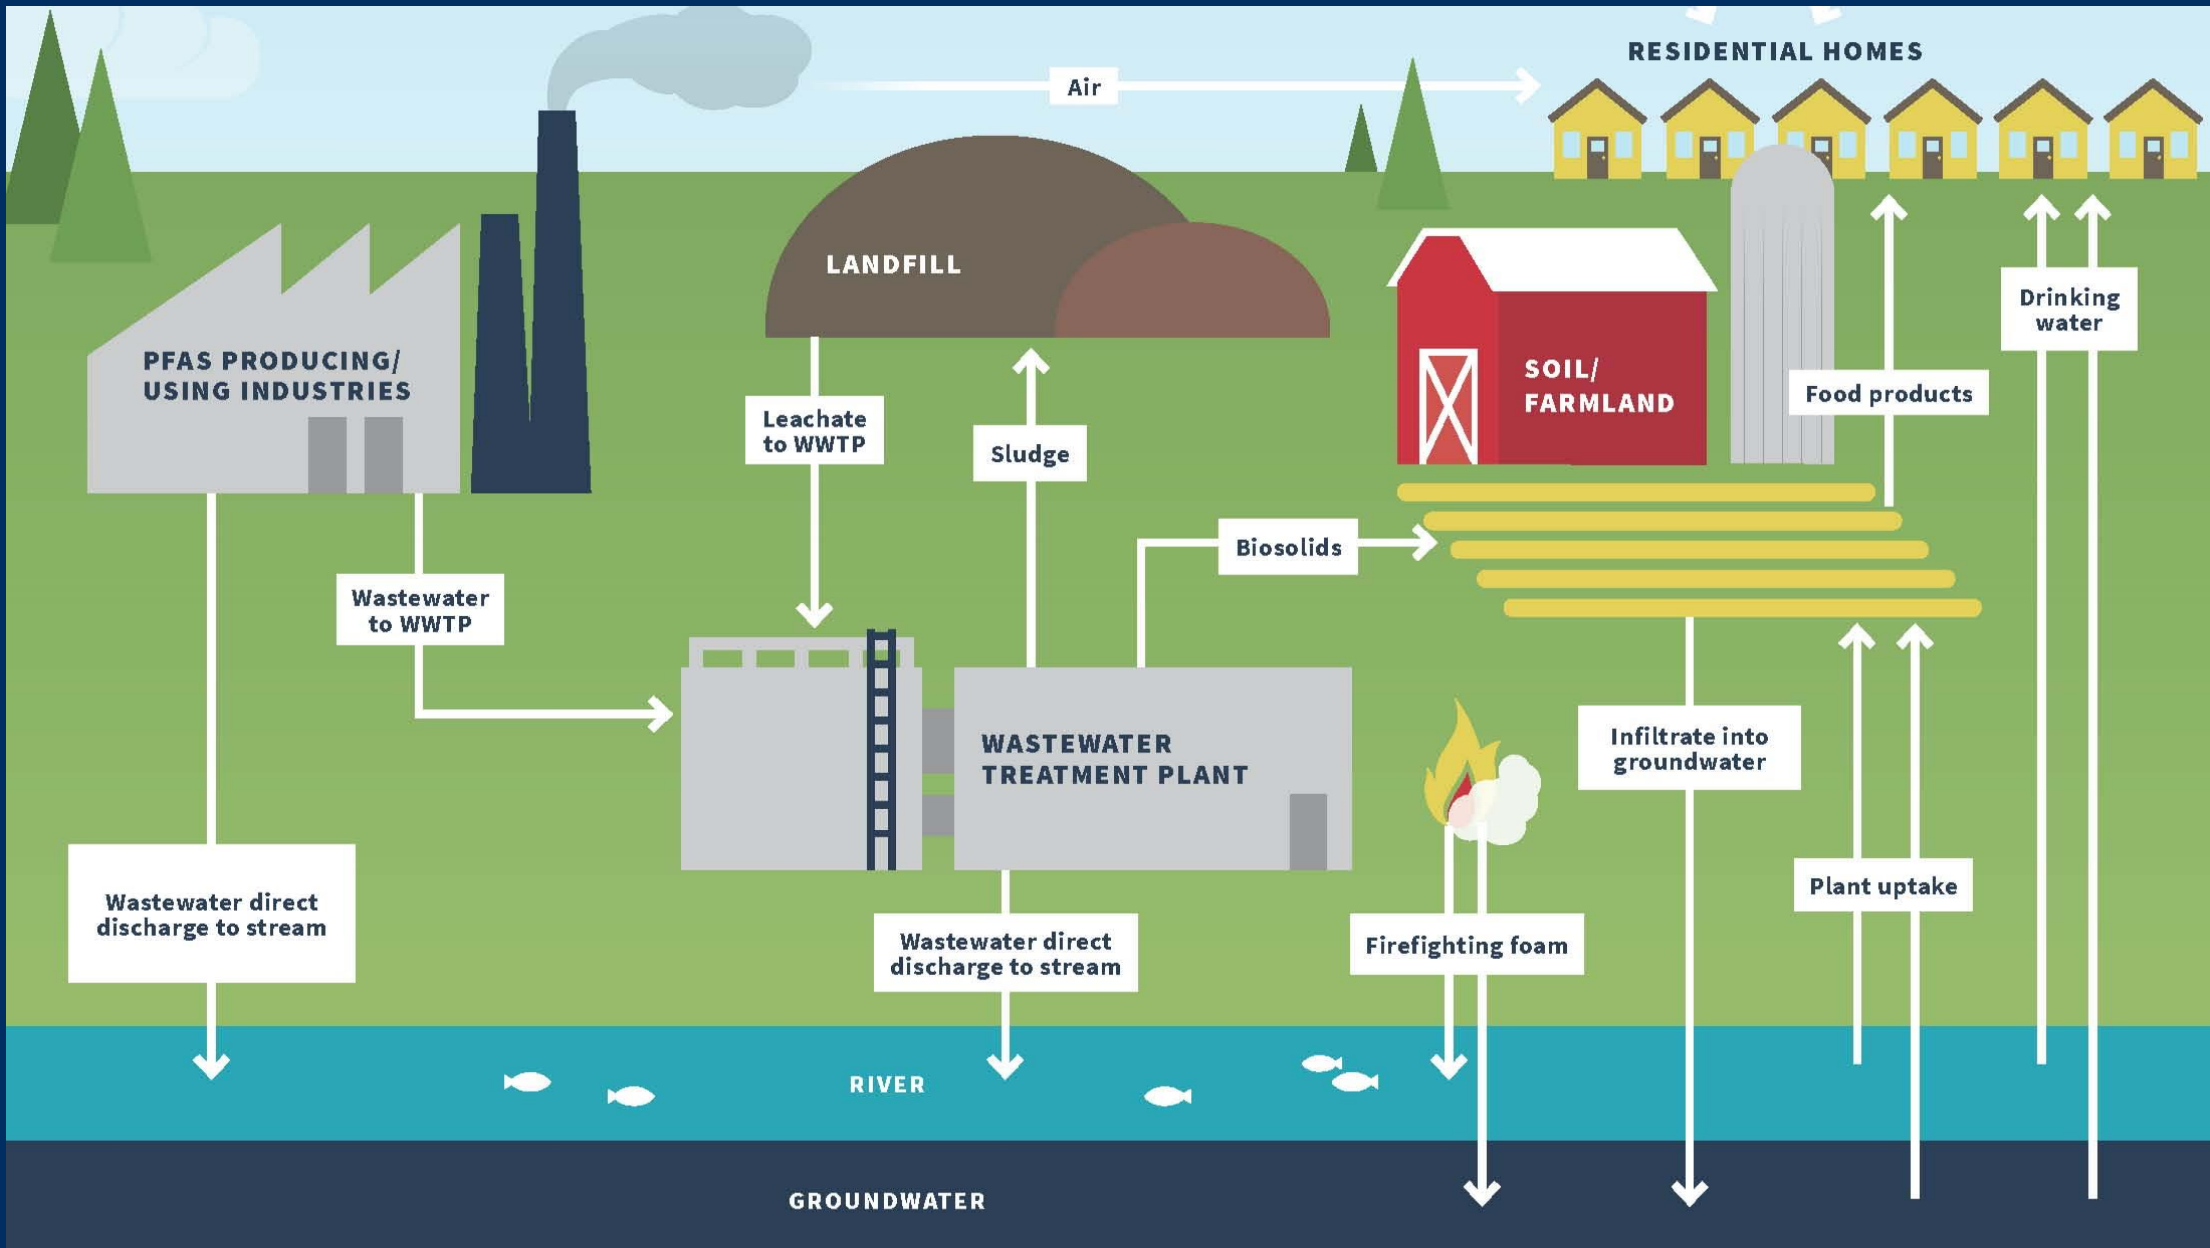 RESIDENTIAL HOMES
Air
LANDFILL
PFAS PRODUCING/
USING INDUSTRIES
Leachate
to WWTP
Sludge
SOIL/
FARMLAND
Food products
Drinking
water
Biosolids
Wastewater
to WWTP
WASTEWATER
TREATMENT PLANT
Infiltrate into
groundwater
Plant uptake
Wastewater direct
discharge to stream
Wastewater direct
discharge to stream
Firefighting foam
RIVER
GROUNDWATER